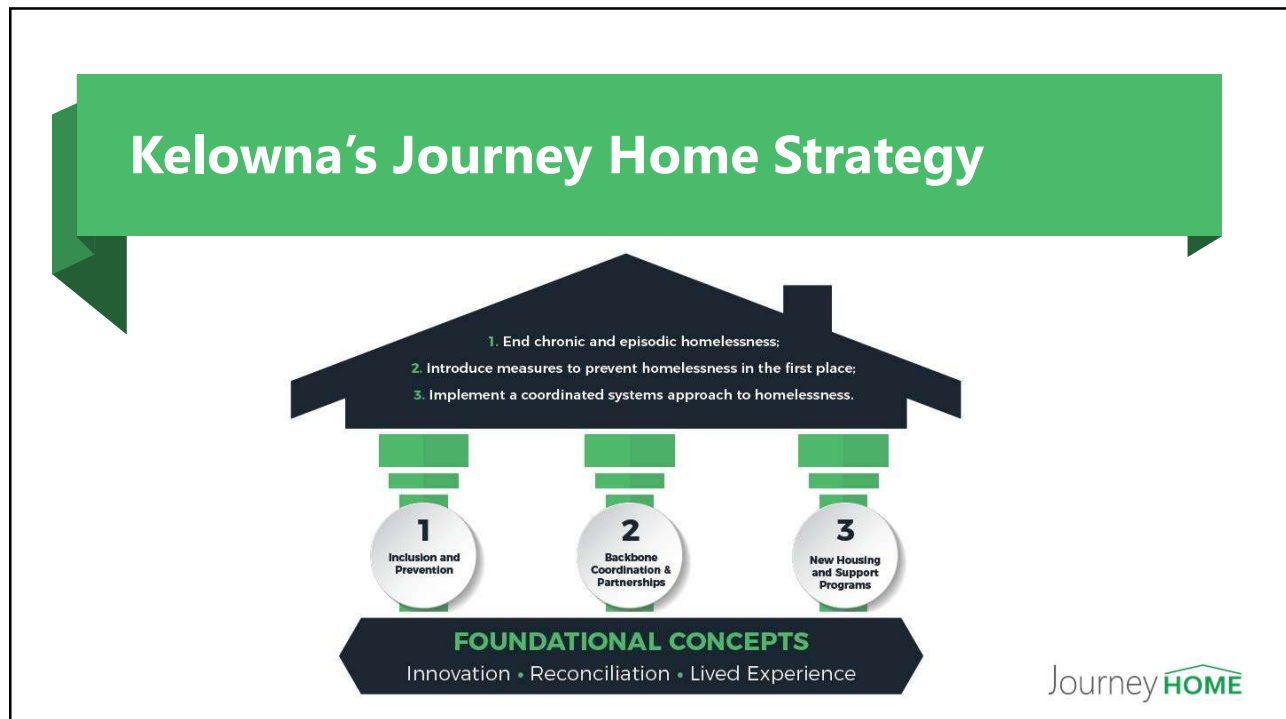 Kelowna’s Journey Home Strategy
1. End chronic and episodic homelessness;
2. Introduce measures to prevent homelessness in the first place;
3. Implement a coordinated systems approach to homelessness.
1
Inclusion and
Prevention
2
Backbone
Coordination &
Partnerships
3
New Housing
and Support
Programs
FOUNDATIONAL CONCEPTS
Innovation • Reconciliation • Lived Experience
Journey HOME